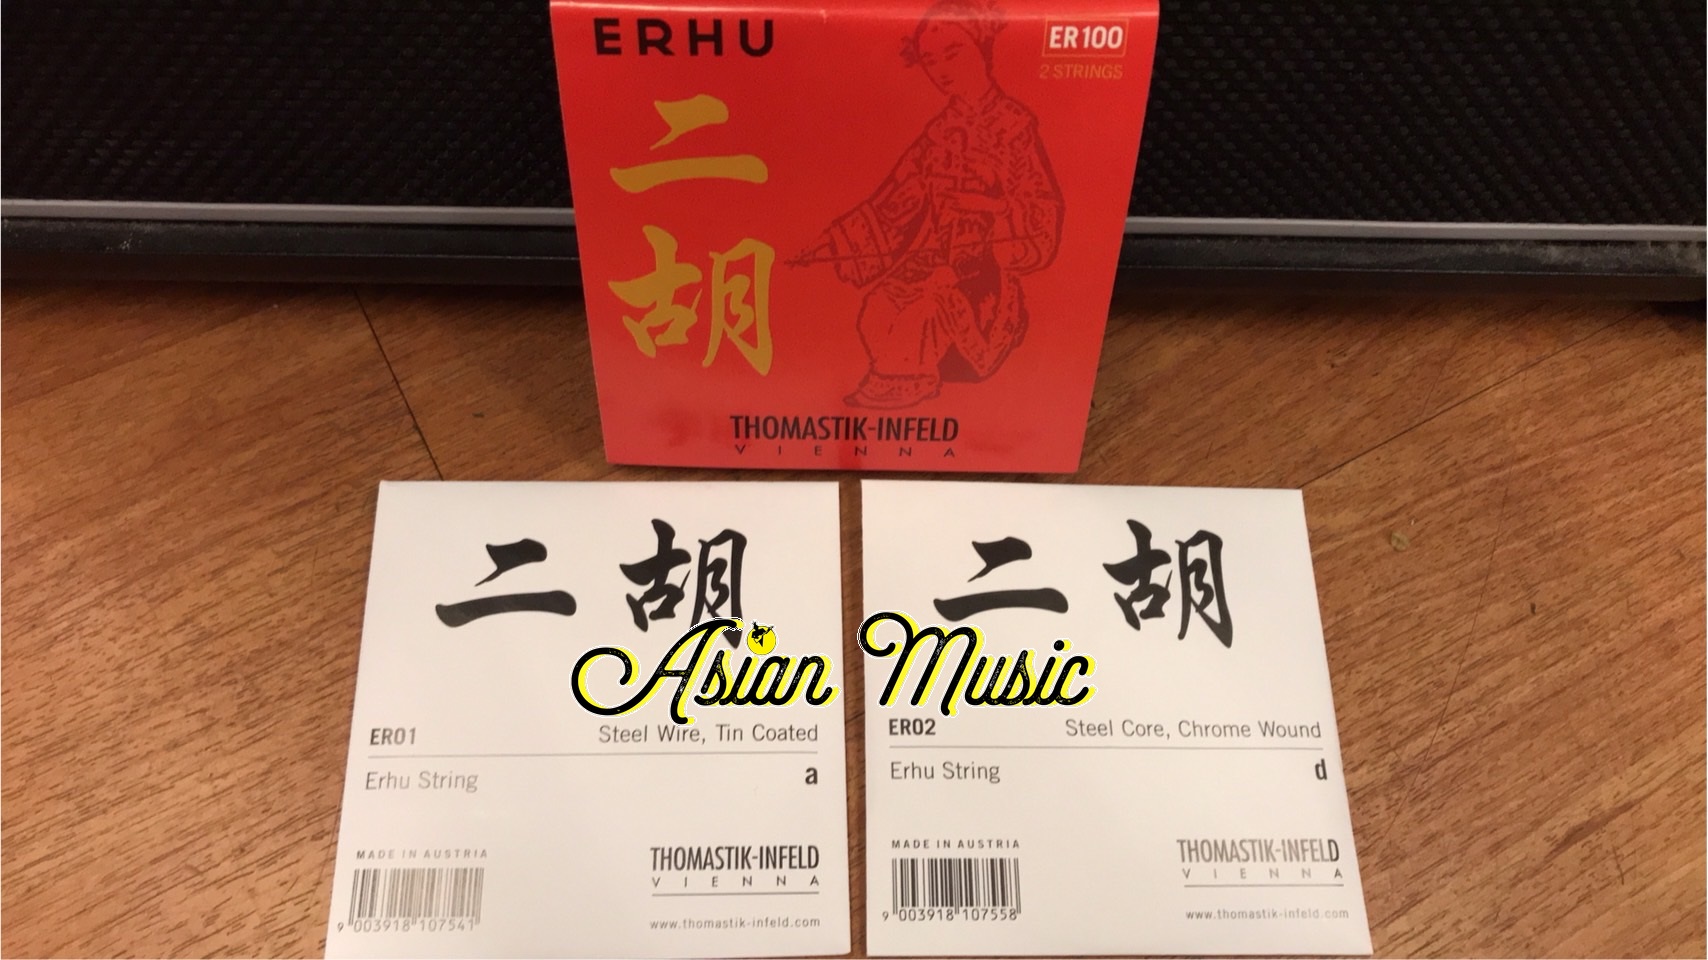 ERHU
ER100
2 STRINGS
二
胡
THOMASTIK-INFELD
VIENNA
二胡
二胡
Asian Music
ER01 Steel Wire, Tin Coated
Erhu String a
MADE IN AUSTRIA
9 003918 107541
THOMASTIK-INFELD
VIENNA
www.thomastik-infeld.com
ER02 Steel Core, Chrome Wound
Erhu String d
MADE IN AUSTRIA
9 003918 107558
THOMASTIK-INFELD
VIENNA
www.thomastik-infeld.com